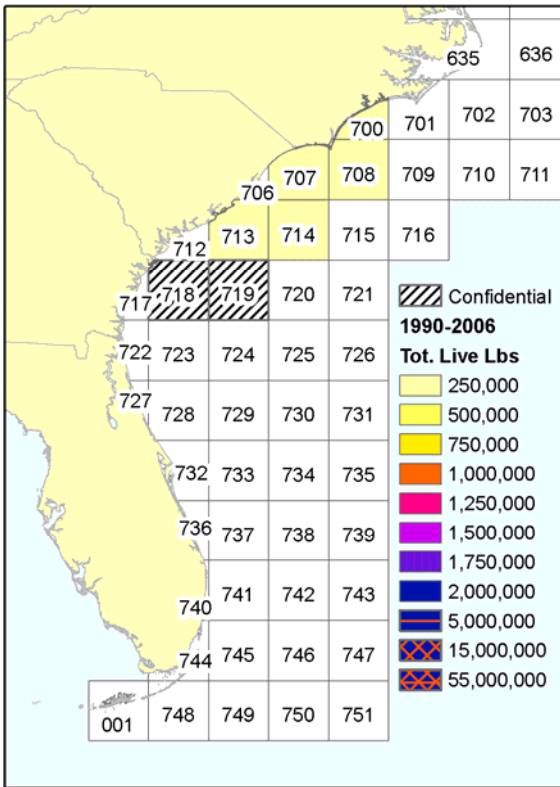 635 636
700 701 702 703
706 707 708 709 710 711
712 713 714 715 716
717 718 719 720 721
722 723 724 725 726
727 728 729 730 731
732 733 734 735
736 737 738 739
740 741 742 743
744 745 746 747
001 748 749 750 751
Confidential
1990-2006
Tot. Live Lbs
250,000
500,000
750,000
1,000,000
1,250,000
1,500,000
1,750,000
2,000,000
5,000,000
15,000,000
55,000,000